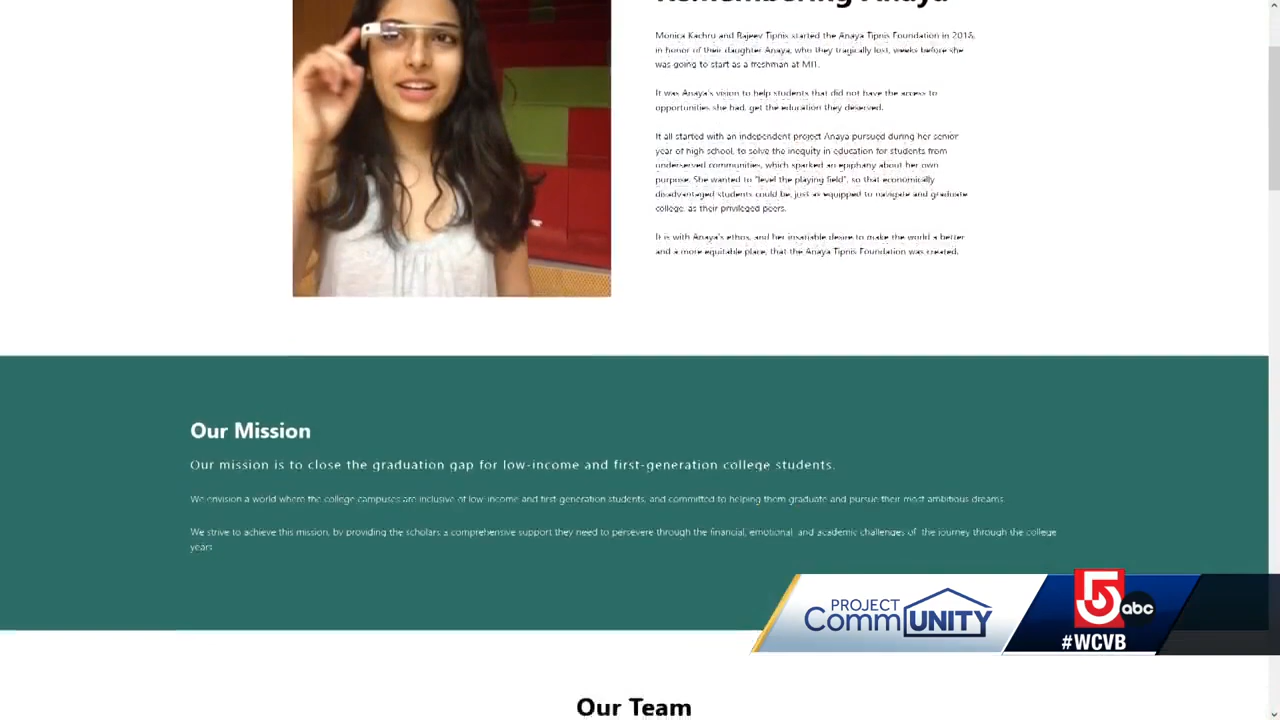 Remembering Anaya
Monica Kachru and Rajeev Tipnis started the Anaya Tipnis Foundation in 2018,
in honor of their daughter Anaya, who they tragically lost, weeks before she
was going to start as a freshman at MIT.
It was Anaya's vision to help students that did not have the access to
opportunities she had, get the education they deserved.
It all started with an independent project Anaya pursued during her senior
year of high school, to solve the inequity in education for students from
underserved communities, which sparked an epiphany about her own
purpose. She wanted to "level the playing field", so that economically
disadvantaged students could be, just as equipped to navigate and graduate
college, as their privileged peers.
It is with Anaya's ethos, and her insatiable desire to make the world a better
and a more equitable place, that the Anaya Tipnis Foundation was created.
Our Mission
Our mission is to close the graduation gap for low-income and first-generation college students.
We envision a world where the college campuses are inclusive of low-income and first-generation students, and committed to helping them graduate and pursue their most ambitious dreams.
We strive to achieve this mission, by providing the scholars a comprehensive support they need to persevere through the financial, emotional, and academic challenges of the journey through the college
years
PROJECT
CommUNITY
5 abc
#WCVB
Our Team